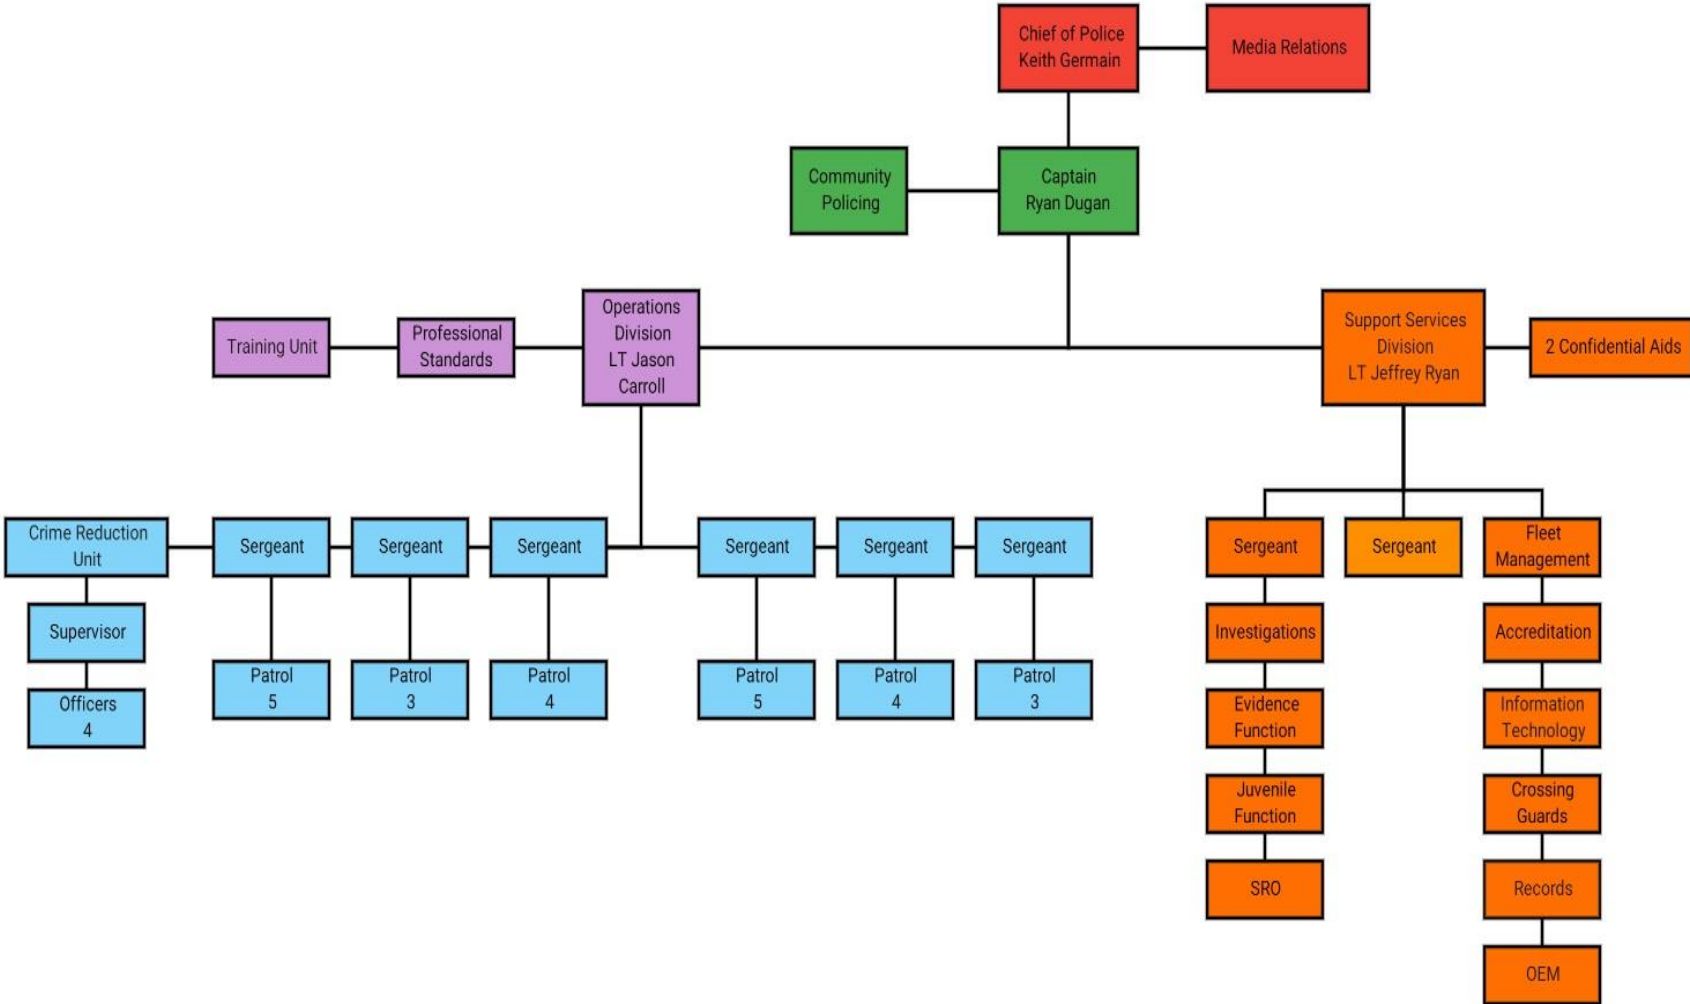 Chief of Police
Keith Germain
Media Relations
Community
Policing
Captain
Ryan Dugan
Training Unit
Professional
Standards
Operations
Division
LT Jason
Carroll
Support Services
Division
LT Jeffrey Ryan
2 Confidential Aids
Crime Reduction
Unit
Sergeant
Sergeant
Sergeant
Sergeant
Sergeant
Sergeant
Sergeant
Sergeant
Fleet
Management
Supervisor
Investigations
Accreditation
Officers
4
Patrol
5
Patrol
3
Patrol
4
Patrol
5
Patrol
4
Patrol
3
Evidence
Function
Information
Technology
Juvenile
Function
Crossing
Guards
SRO
Records
OEM